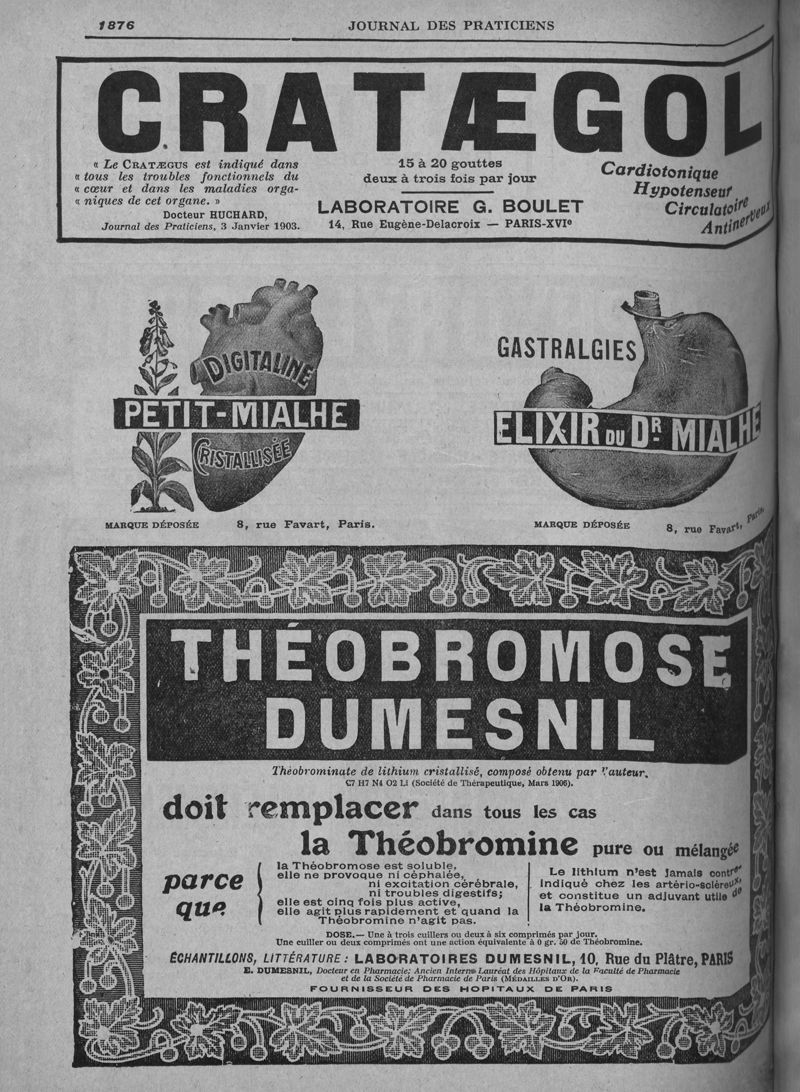 1876
JOURNAL DES PRATICIENS
CRATÆGOL
« Le CRATÆGUS est indiqué dans
« tous les troubles fonctionnels du
« cœur et dans les maladies orga-
« niques de cet organe. »
Docteur HUCHARD,
Journal des Praticiens, 3 Janvier 1903.
15 à 20 gouttes
deux à trois fois par jour
LABORATOIRE G. BOULET
14, Rue Eugène-Delacroix — PARIS-XVIe
Cardiotonique
Hypotenseur
Circulatoire
Antinerveux
DIGITALINE
PETIT-MIALHE
CRISTALLISÉE
MARQUE DÉPOSÉE 8, rue Favart, Paris.
GASTRALGIES
ELIXIR DU DR MIALHE
MARQUE DÉPOSÉE 8, rue Favart, Paris.
THÉOBROMOSE
DUMESNIL
Théobrominate de lithium cristallisé, composé obtenu par l'auteur.
C7 H7 N4 O2 Li (Société de Thérapeutique, Mars 1906).
doit remplacer dans tous les cas
la Théobromine pure ou mélangée
parce
que
la Théobromose est soluble,
elle ne provoque ni céphalée,
ni excitation cérébrale,
ni troubles digestifs;
elle est cinq fois plus active,
elle agit plus rapidement et quand la
Théobromine n'agit pas.
Le lithium n'est jamais contre-
indiqué chez les artério-scléreux,
et constitue un adjuvant utile de
la Théobromine.
DOSE.— Une à trois cuillers ou deux à six comprimés par jour.
Une cuiller ou deux comprimés ont une action équivalente à 0 gr. 50 de Théobromine.
ÉCHANTILLONS, LITTÉRATURE : LABORATOIRES DUMESNIL, 10, Rue du Plâtre, PARIS
E. DUMESNIL, Docteur en Pharmacie; Ancien Interne Lauréat des Hôpitaux de la Faculté de Pharmacie
et de la Société de Pharmacie de Paris (MÉDAILLES D'OR).
FOURNISSEUR DES HOPITAUX DE PARIS